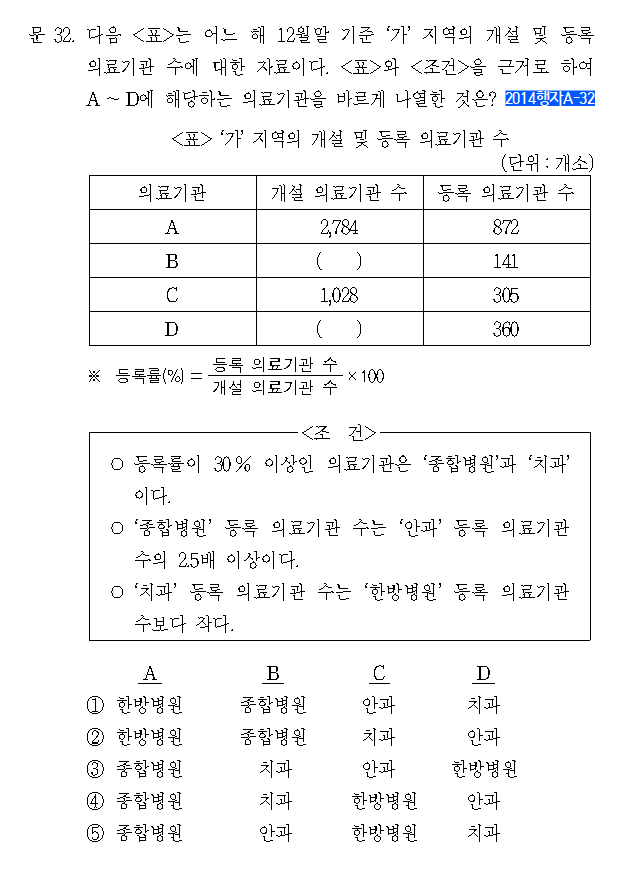 문 32. 다음 <표>는 어느 해 12월말 기준 ‘가’ 지역의 개설 및 등록
의료기관 수에 대한 자료이다. <표>와 <조건>을 근거로 하여
A ~ D에 해당하는 의료기관을 바르게 나열한 것은? 2014행자A-32
<표> ‘가’ 지역의 개설 및 등록 의료기관 수
(단위 : 개소)
의료기관 개설 의료기관 수 등록 의료기관 수
A 2,784 872
B ( ) 141
C 1,028 305
D ( ) 360
※ 등록률(%) = 등록 의료기관 수 / 개설 의료기관 수 × 100
<조 건>
○ 등록률이 30% 이상인 의료기관은 ‘종합병원’과 ‘치과’
이다.
○ ‘종합병원’ 등록 의료기관 수는 ‘안과’ 등록 의료기관
수의 2.5배 이상이다.
○ ‘치과’ 등록 의료기관 수는 ‘한방병원’ 등록 의료기관
수보다 작다.
A B C D
① 한방병원 종합병원 안과 치과
② 한방병원 종합병원 치과 안과
③ 종합병원 치과 안과 한방병원
④ 종합병원 치과 한방병원 안과
⑤ 종합병원 안과 한방병원 치과